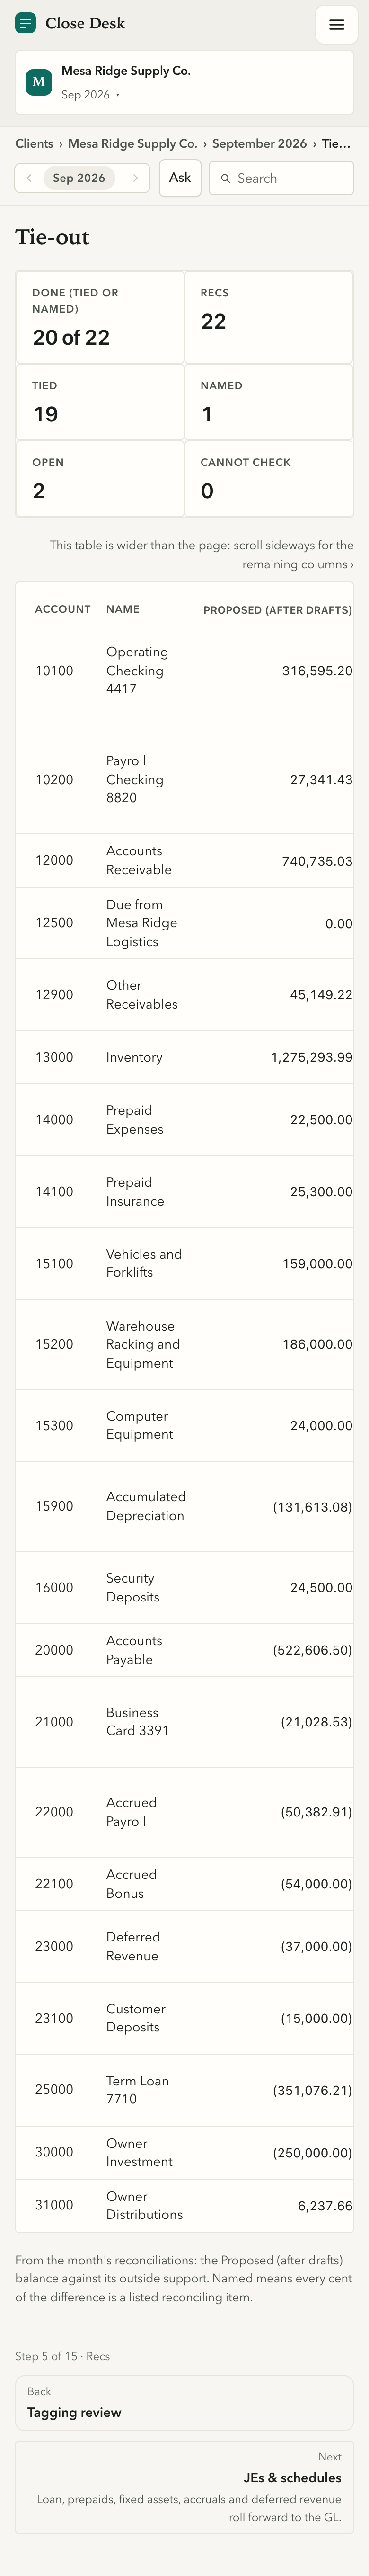 Close Desk
M
Mesa Ridge Supply Co.
Sep 2026 •
Clients › Mesa Ridge Supply Co. › September 2026 › Tie...
‹ Sep 2026 ›
Ask
Search
Tie-out
DONE (TIED OR
NAMED)
20 of 22
RECS
22
TIED
19
NAMED
1
OPEN
2
CANNOT CHECK
0
This table is wider than the page: scroll sideways for the
remaining columns ›
ACCOUNT NAME PROPOSED (AFTER DRAFTS)
10100 Operating Checking 4417 316,595.20
10200 Payroll Checking 8820 27,341.43
12000 Accounts Receivable 740,735.03
12500 Due from Mesa Ridge Logistics 0.00
12900 Other Receivables 45,149.22
13000 Inventory 1,275,293.99
14000 Prepaid Expenses 22,500.00
14100 Prepaid Insurance 25,300.00
15100 Vehicles and Forklifts 159,000.00
15200 Warehouse Racking and Equipment 186,000.00
15300 Computer Equipment 24,000.00
15900 Accumulated Depreciation (131,613.08)
16000 Security Deposits 24,500.00
20000 Accounts Payable (522,606.50)
21000 Business Card 3391 (21,028.53)
22000 Accrued Payroll (50,382.91)
22100 Accrued Bonus (54,000.00)
23000 Deferred Revenue (37,000.00)
23100 Customer Deposits (15,000.00)
25000 Term Loan 7710 (351,076.21)
30000 Owner Investment (250,000.00)
31000 Owner Distributions 6,237.66
From the month's reconciliations: the Proposed (after drafts)
balance against its outside support. Named means every cent
of the difference is a listed reconciling item.
Step 5 of 15 · Recs
Back
Tagging review
Next
JEs & schedules
Loan, prepaids, fixed assets, accruals and deferred revenue
roll forward to the GL.